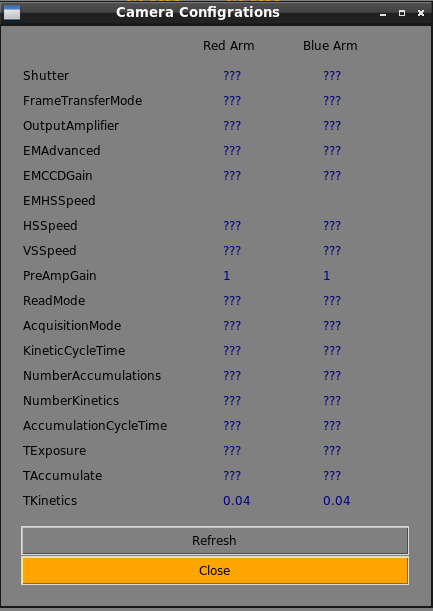 Camera Configrations
Red Arm Blue Arm
Shutter ??? ???
FrameTransferMode ??? ???
OutputAmplifier ??? ???
EMAdvanced ??? ???
EMCCDGain ??? ???
EMHSSpeed
HSSpeed ??? ???
VSSpeed ??? ???
PreAmpGain 1 1
ReadMode ??? ???
AcquisitionMode ??? ???
KineticCycleTime ??? ???
NumberAccumulations ??? ???
NumberKinetics ??? ???
AccumulationCycleTime ??? ???
TExposure ??? ???
TAccumulate ??? ???
TKinetics 0.04 0.04
Refresh
Close